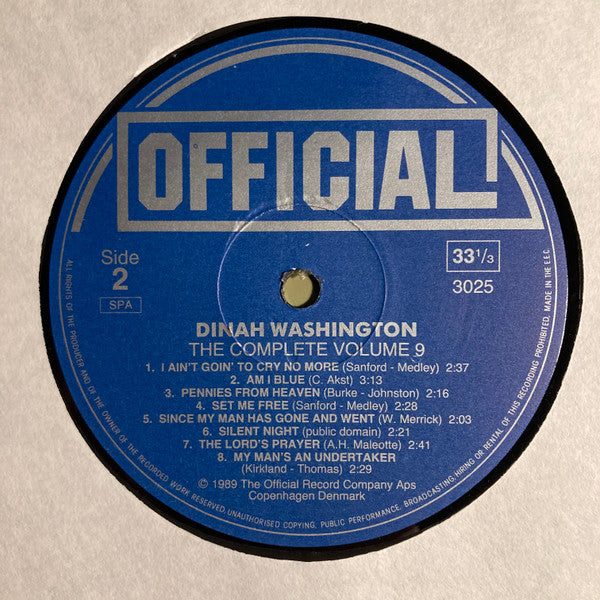 OFFICIAL
Side
2
SPA
33 1/3
3025
DINAH WASHINGTON
THE COMPLETE VOLUME 9
1. I AIN'T GOIN' TO CRY NO MORE (Sanford - Medley) 2:37
2. AM I BLUE (C. Akst) 3:13
3. PENNIES FROM HEAVEN (Burke - Johnston) 2:16
4. SET ME FREE (Sanford - Medley) 2:28
5. SINCE MY MAN HAS GONE AND WENT (W. Merrick) 2:03
6. SILENT NIGHT (public domain) 2:21
7. THE LORD'S PRAYER (A.H. Maleotte) 2:41
8. MY MAN'S AN UNDERTAKER
(Kirkland - Thomas) 2:29
© 1989 The Official Record Company Aps
Copenhagen Denmark
ALL RIGHTS OF THE PRODUCER AND OF THE OWNER OF THE RECORDED WORK RESERVED. UNAUTHORISED COPYING, PUBLIC PERFORMANCE, BROADCASTING, HIRING OR RENTAL OF THIS RECORDING PROHIBITED. MADE IN THE E.E.C.